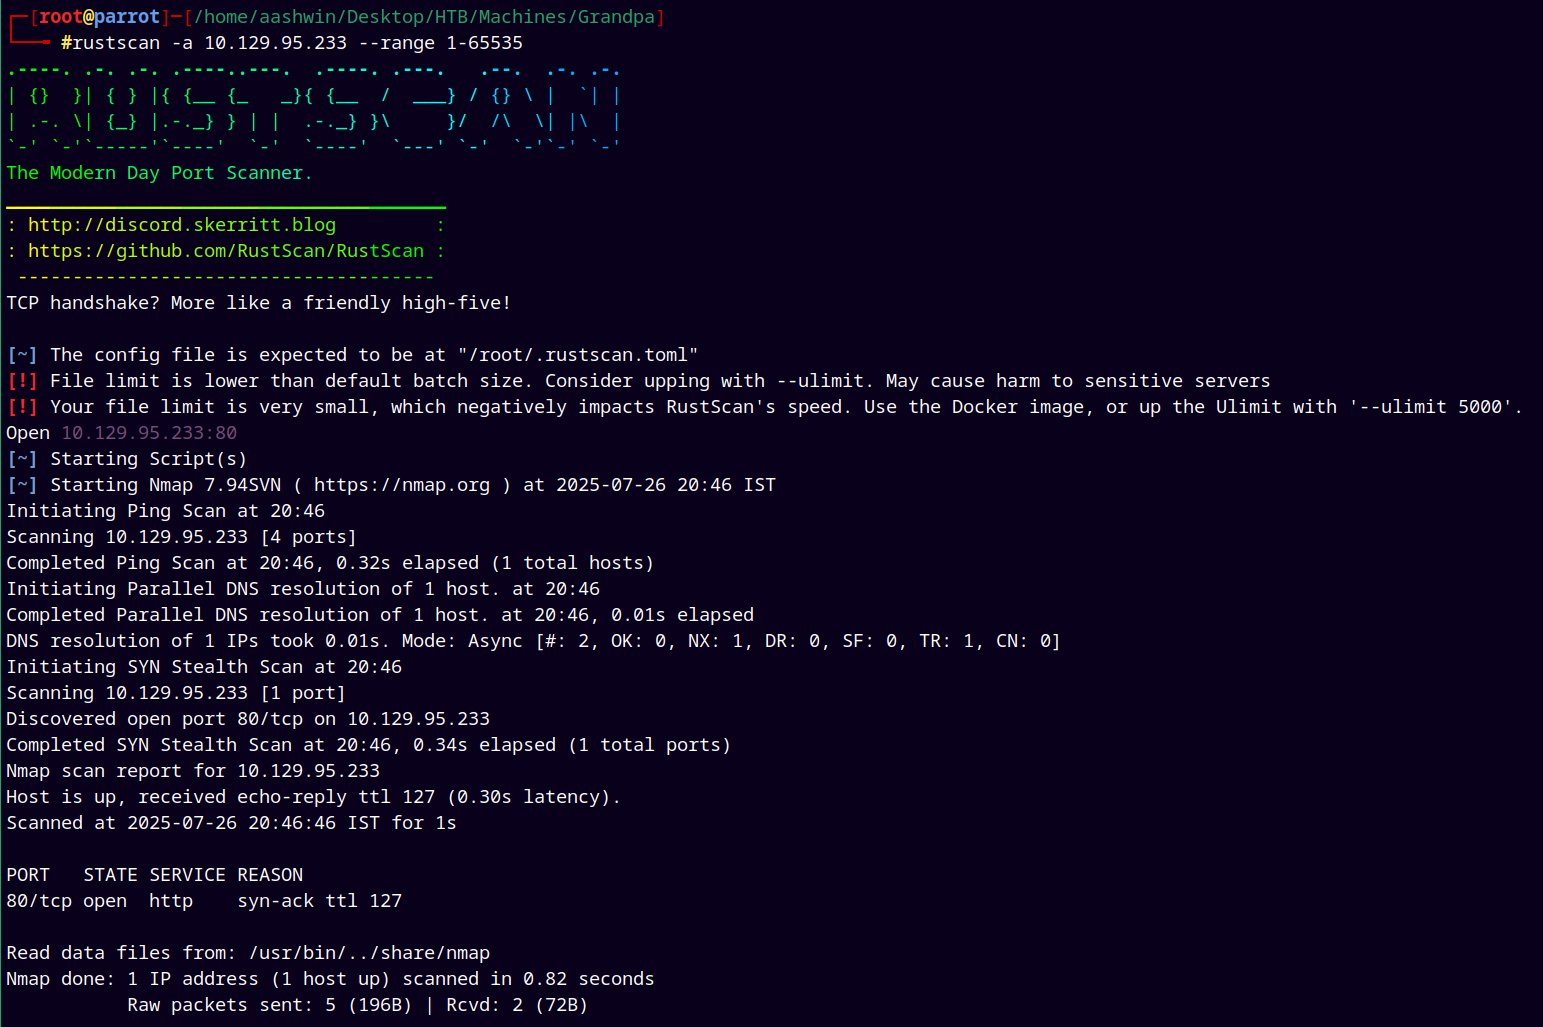 ┌─[root@parrot]─[/home/aashwin/Desktop/HTB/Machines/Grandpa]
└──╼ #rustscan -a 10.129.95.233 --range 1-65535
.----. .-. .-. .----..---.  .----. .---.   .--.  .-. .-.
| {}  }| { } |{ {__ {_   _}{ {__  /  ___} / {} \ |  `| |
| .-. \| {_} |.-._} } | |  .-._} }\     }/  /\  \| |\  |
`-' `-'`-----'`----'  `-'  `----'  `---' `-'  `-'`-' `-'
The Modern Day Port Scanner.
________________________________________
: http://discord.skerritt.blog         :
: https://github.com/RustScan/RustScan :
 --------------------------------------
TCP handshake? More like a friendly high-five!
[~] The config file is expected to be at "/root/.rustscan.toml"
[!] File limit is lower than default batch size. Consider upping with --ulimit. May cause harm to sensitive servers
[!] Your file limit is very small, which negatively impacts RustScan's speed. Use the Docker image, or up the Ulimit with '--ulimit 5000'.
Open 10.129.95.233:80
[~] Starting Script(s)
[~] Starting Nmap 7.94SVN ( https://nmap.org ) at 2025-07-26 20:46 IST
Initiating Ping Scan at 20:46
Scanning 10.129.95.233 [4 ports]
Completed Ping Scan at 20:46, 0.32s elapsed (1 total hosts)
Initiating Parallel DNS resolution of 1 host. at 20:46
Completed Parallel DNS resolution of 1 host. at 20:46, 0.01s elapsed
DNS resolution of 1 IPs took 0.01s. Mode: Async [#: 2, OK: 0, NX: 1, DR: 0, SF: 0, TR: 1, CN: 0]
Initiating SYN Stealth Scan at 20:46
Scanning 10.129.95.233 [1 port]
Discovered open port 80/tcp on 10.129.95.233
Completed SYN Stealth Scan at 20:46, 0.34s elapsed (1 total ports)
Nmap scan report for 10.129.95.233
Host is up, received echo-reply ttl 127 (0.30s latency).
Scanned at 2025-07-26 20:46:46 IST for 1s
PORT   STATE SERVICE REASON
80/tcp open  http    syn-ack ttl 127
Read data files from: /usr/bin/../share/nmap
Nmap done: 1 IP address (1 host up) scanned in 0.82 seconds
           Raw packets sent: 5 (196B) | Rcvd: 2 (72B)